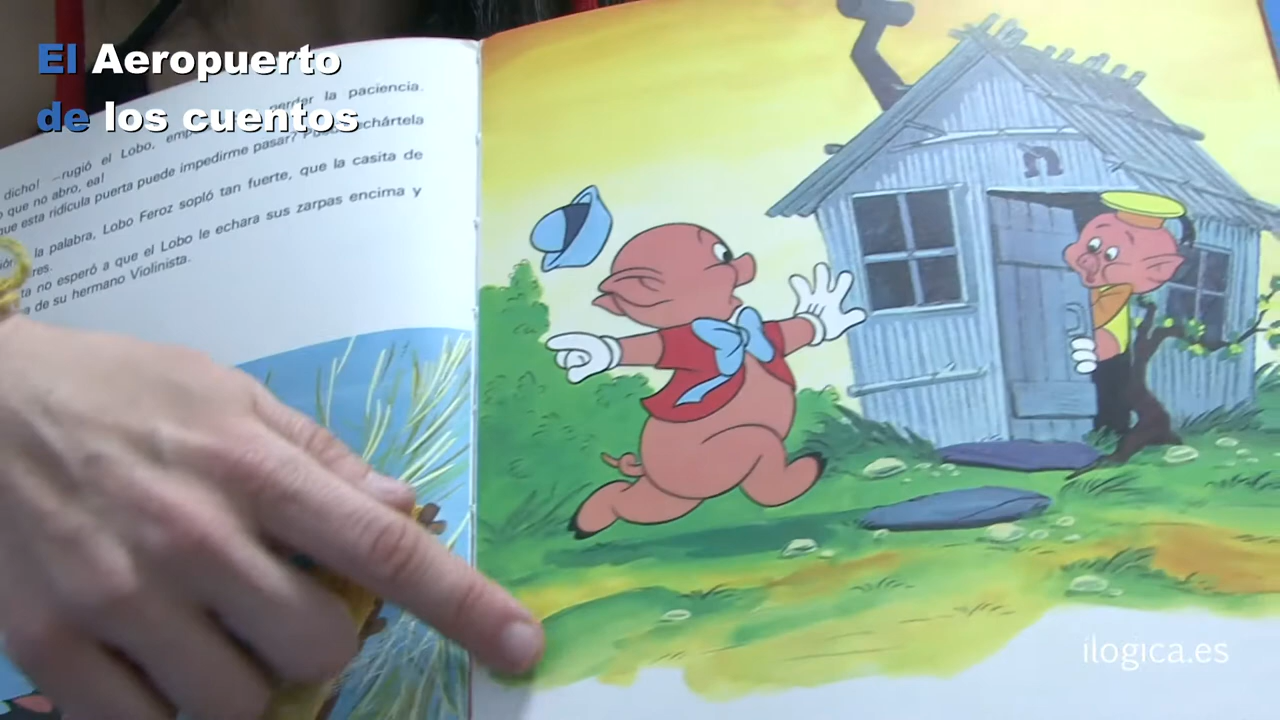 El Aeropuerto
de los cuentos
dicho! —rugió el Lobo, perder la paciencia.
que no abro, ea!
que esta ridícula puerta puede impedirme pasar? echártela
la palabra, Lobo Feroz sopló tan fuerte, que la casita de
no esperó a que el Lobo le echara sus zarpas encima y
de su hermano Violinista.
ilogica.es